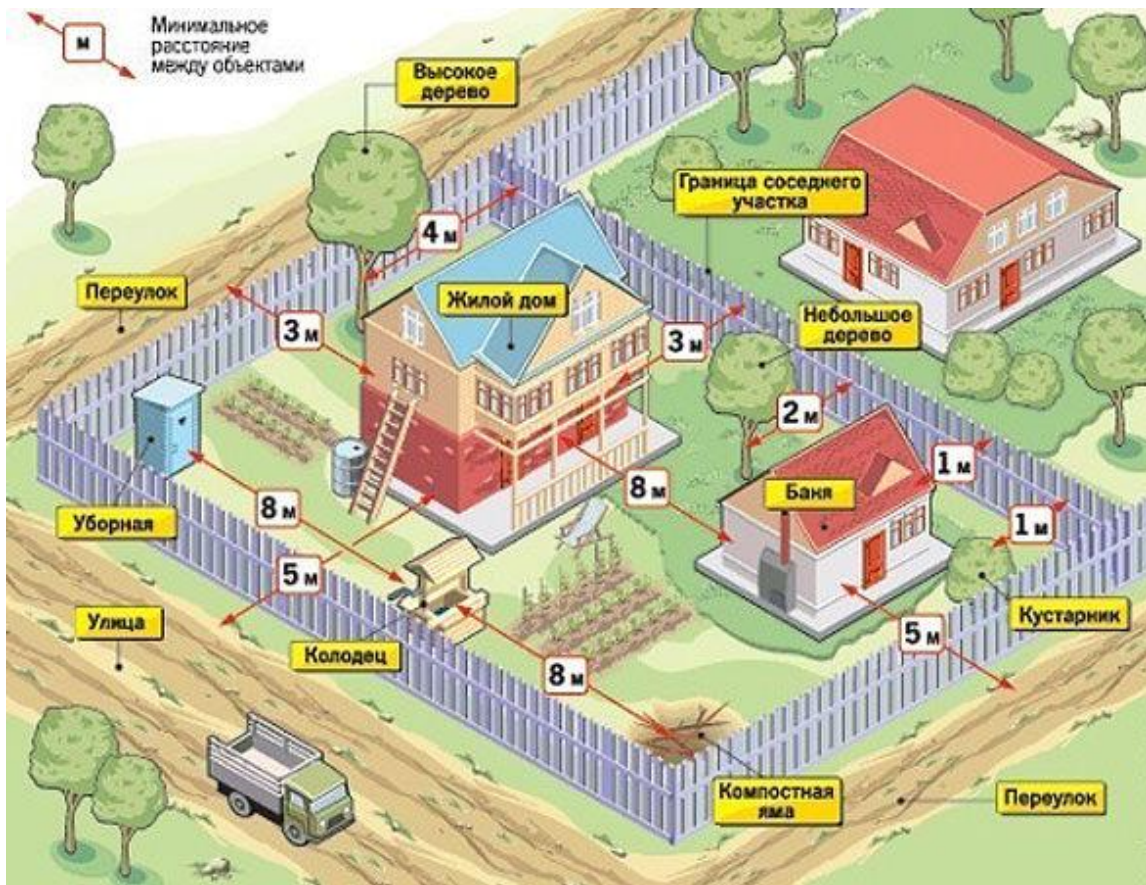 м
Минимальное
расстояние
между объектами
Высокое
дерево
Граница соседнего
участка
4 м
Переулок
Жилой дом
Небольшое
дерево
3 м
3 м
2 м
1 м
Баня
8 м
8 м
1 м
Уборная
5 м
Улица
Колодец
Кустарник
5 м
8 м
Компостная
яма
Переулок